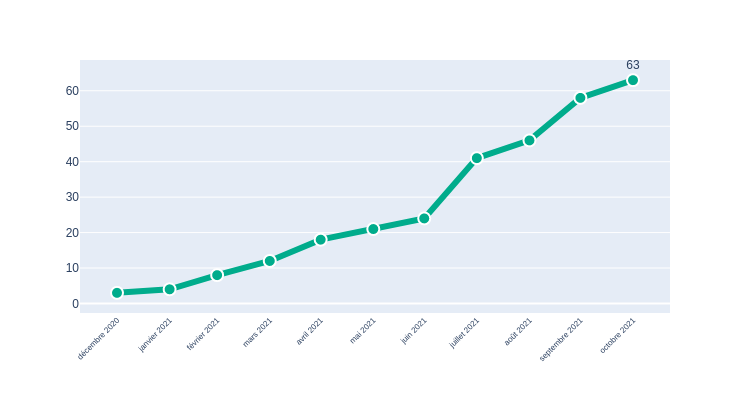 63
60
50
40
30
20
10
0
décembre 2020
janvier 2021
février 2021
mars 2021
avril 2021
mai 2021
juin 2021
juillet 2021
août 2021
septembre 2021
octobre 2021